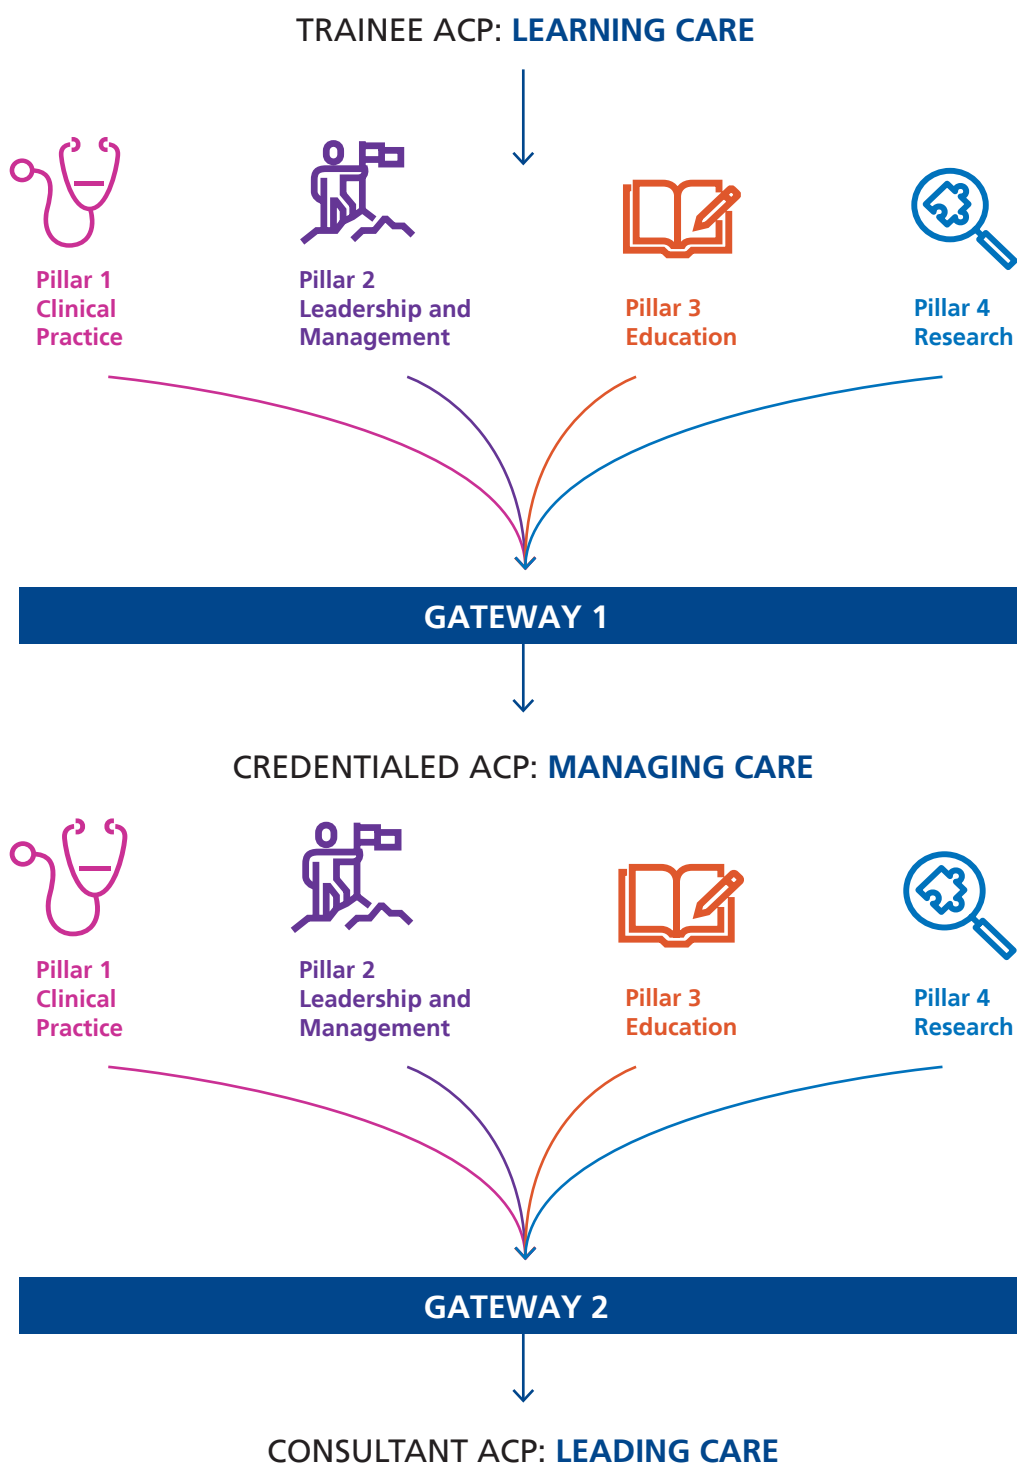 TRAINEE ACP: LEARNING CARE
Pillar 1
Clinical
Practice
Pillar 2
Leadership and
Management
Pillar 3
Education
Pillar 4
Research
GATEWAY 1
CREDENTIALED ACP: MANAGING CARE
Pillar 1
Clinical
Practice
Pillar 2
Leadership and
Management
Pillar 3
Education
Pillar 4
Research
GATEWAY 2
CONSULTANT ACP: LEADING CARE